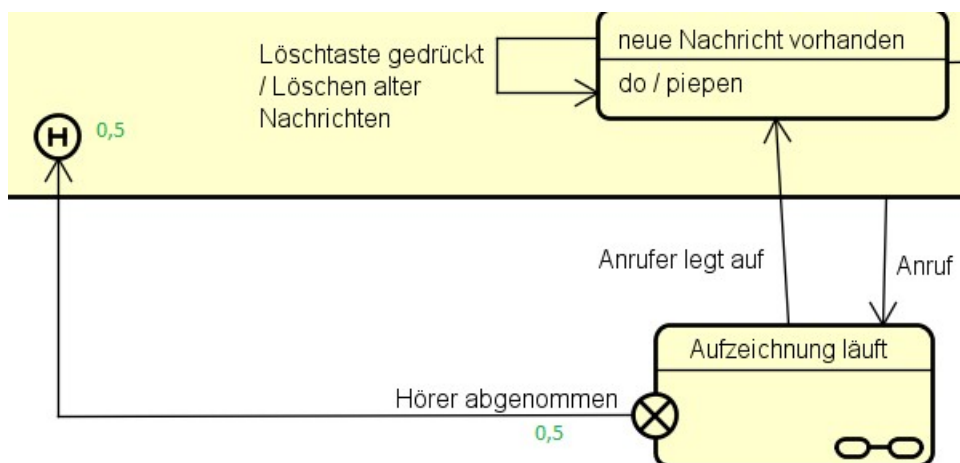 neue Nachricht vorhanden
do / piepen
Löschtaste gedrückt
/ Löschen alter
Nachrichten
H
0,5
Anrufer legt auf
Anruf
Aufzeichnung läuft
Hörer abgenommen
0,5